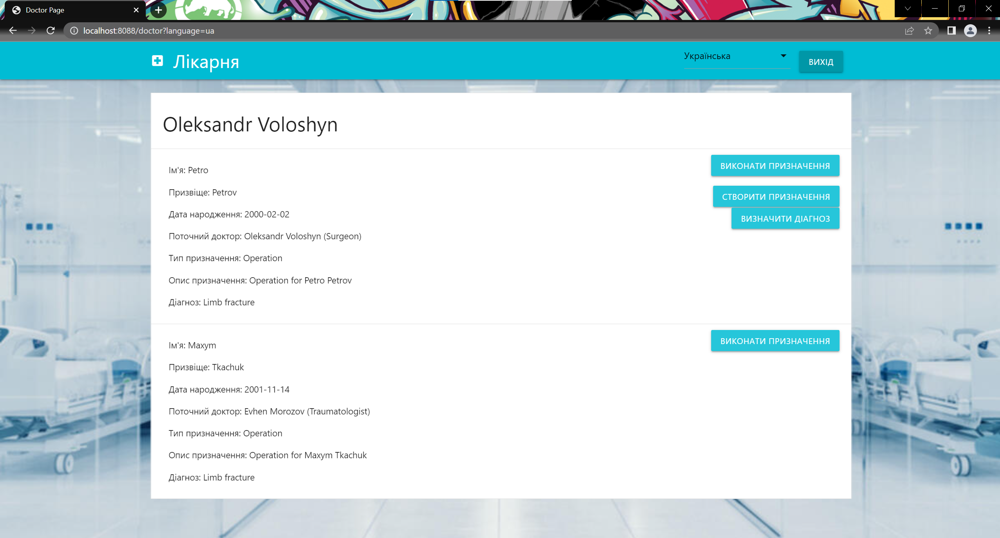 Doctor Page
localhost:8088/doctor?language=ua
Лікарня
Українська
ВИХІД
Oleksandr Voloshyn
Ім'я: Petro
ВИКОНАТИ ПРИЗНАЧЕННЯ
Призвіще: Petrov
СТВОРИТИ ПРИЗНАЧЕННЯ
Дата народження: 2000-02-02
ВИЗНАЧИТИ ДІАГНОЗ
Поточний доктор: Oleksandr Voloshyn (Surgeon)
Тип призначення: Operation
Опис призначення: Operation for Petro Petrov
Діагноз: Limb fracture
Ім'я: Maxym
ВИКОНАТИ ПРИЗНАЧЕННЯ
Призвіще: Tkachuk
Дата народження: 2001-11-14
Поточний доктор: Evhen Morozov (Traumatologist)
Тип призначення: Operation
Опис призначення: Operation for Maxym Tkachuk
Діагноз: Limb fracture